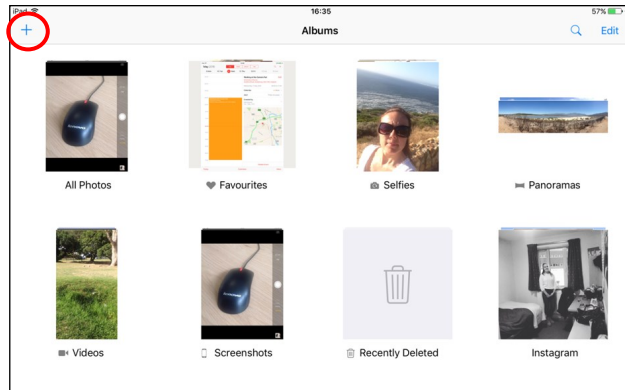 iPad 16:35 57%
Albums Edit
All Photos Favourites Selfies Panoramas
Videos Screenshots Recently Deleted Instagram